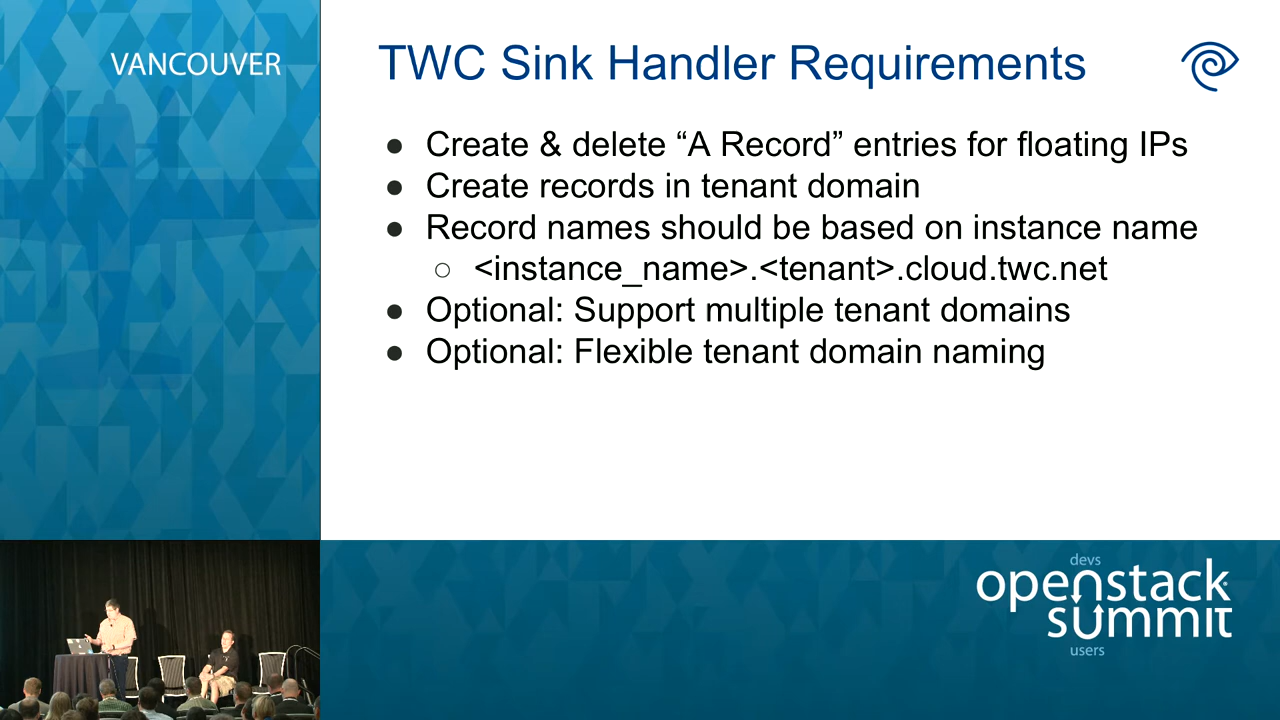 VANCOUVER
TWC Sink Handler Requirements
● Create & delete “A Record” entries for floating IPs
● Create records in tenant domain
● Record names should be based on instance name
○ <instance_name>.<tenant>.cloud.twc.net
● Optional: Support multiple tenant domains
● Optional: Flexible tenant domain naming
devs
openstack
summit
users